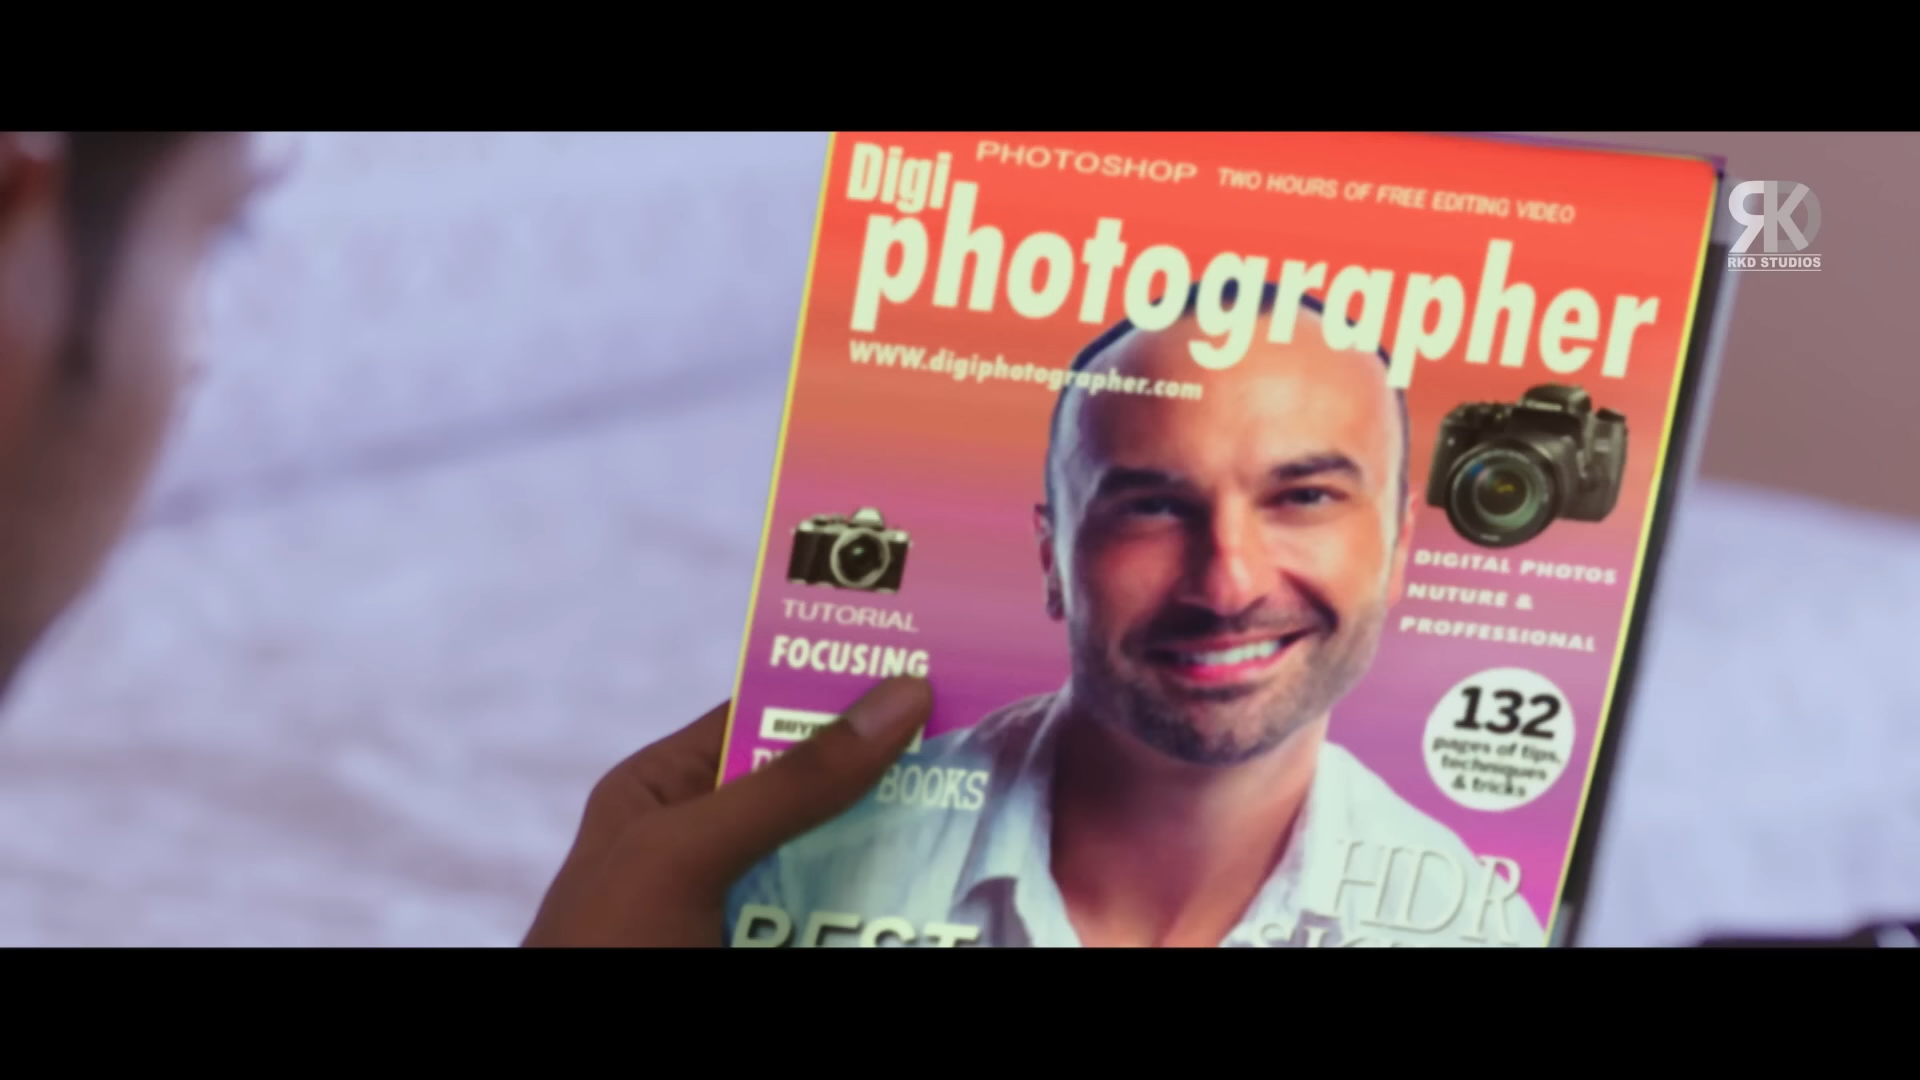 PHOTOSHOP TWO HOURS OF FREE EDITING VIDEO
Digi
photographer
www.digiphotographer.com
RKD STUDIOS
DIGITAL PHOTOS
NUTURE &
PROFFESSIONAL
TUTORIAL
FOCUSING
132
pages of tips,
techniques
& tricks
BOOKS
HDR
BEST